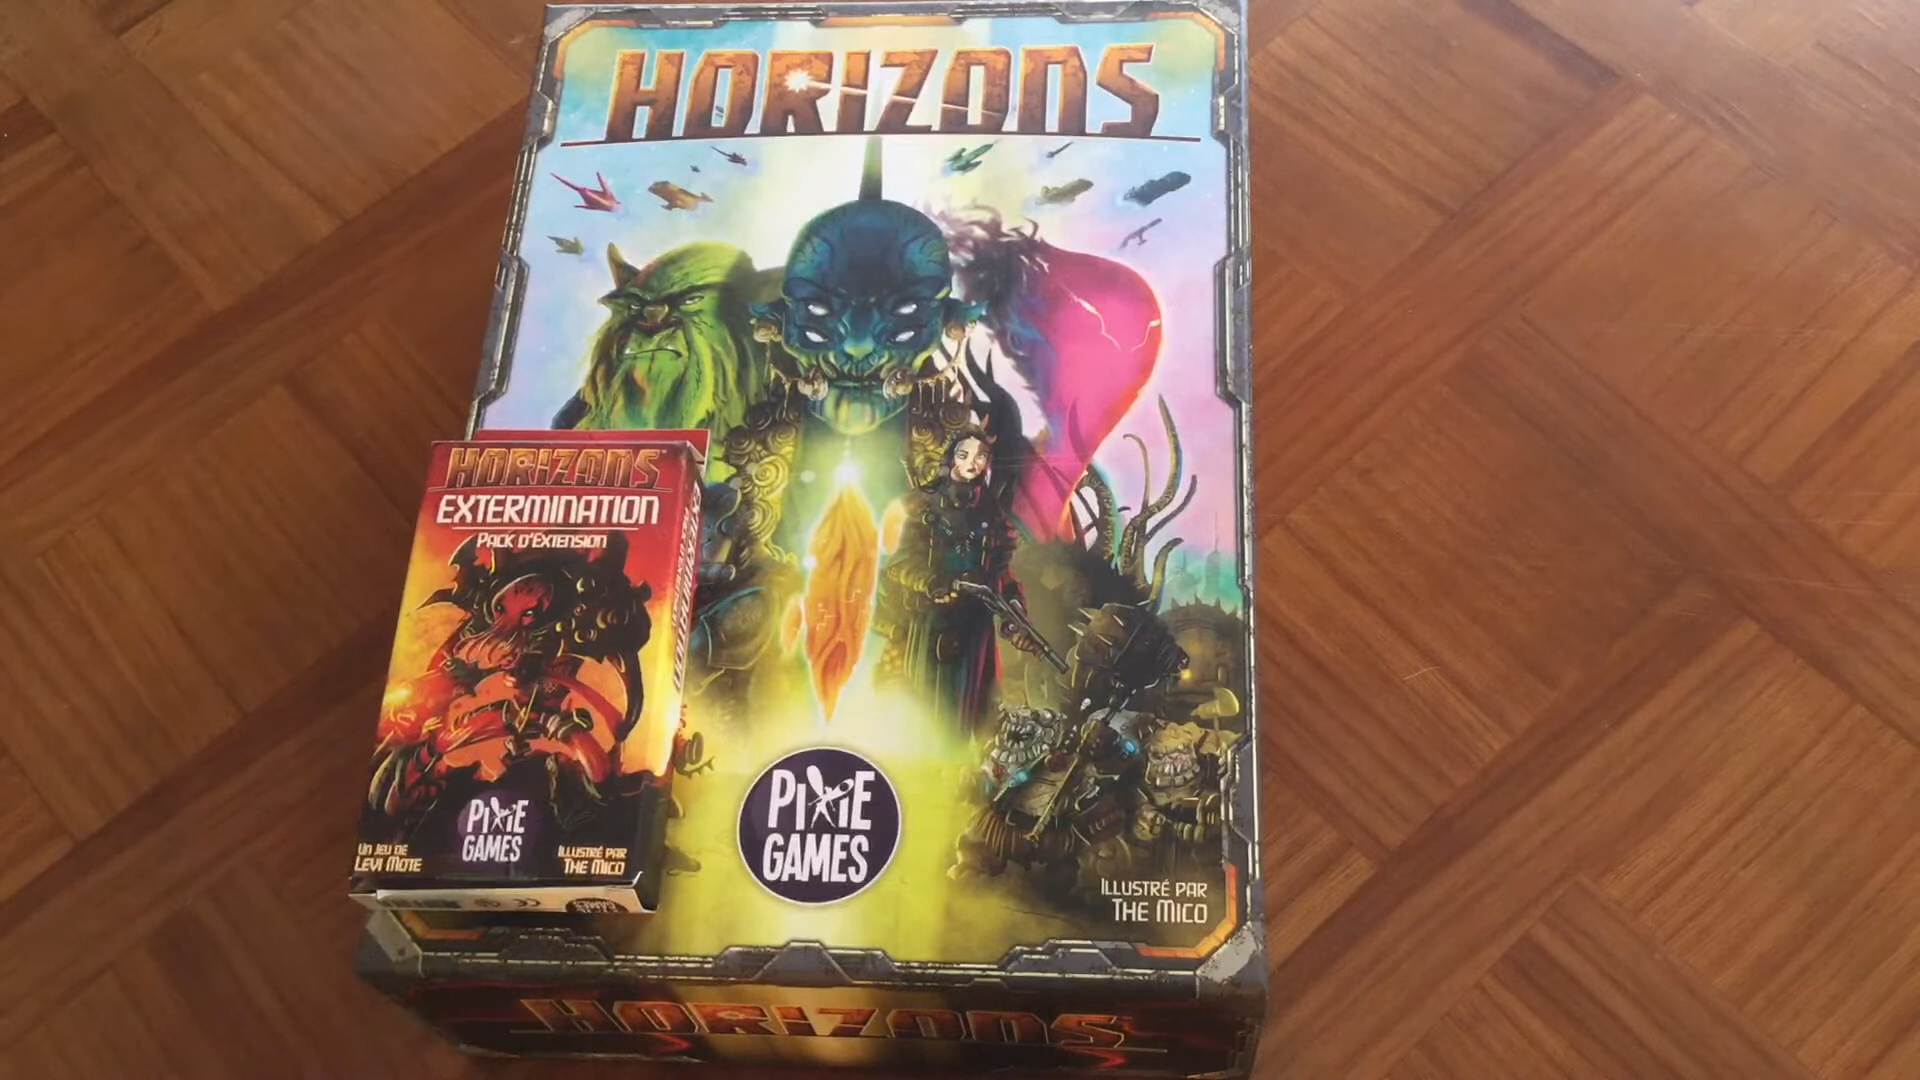 HORIZONS
HORIZONS
EXTERMINATION
PACK D'EXTENSION
EXTERMINATION
PIXIE
GAMES
UN JEU DE
LEVI MOTE
ILLUSTRÉ PAR
THE MICO
PIXIE
GAMES
ILLUSTRÉ PAR
THE MICO
HORIZONS